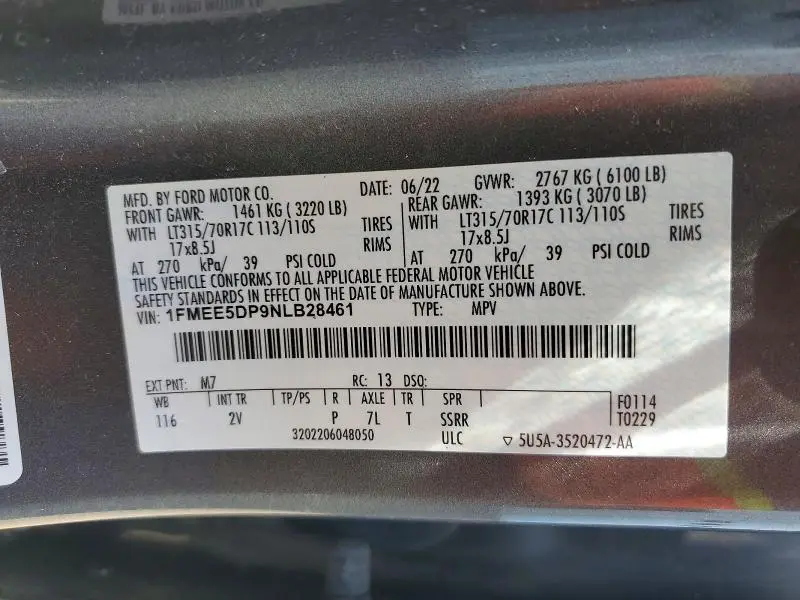 MFD. BY FORD MOTOR CO.
MFD. BY FORD MOTOR CO. DATE: 06/22 GVWR: 2767 KG ( 6100 LB)
FRONT GAWR: 1461 KG ( 3220 LB) REAR GAWR: 1393 KG ( 3070 LB)
WITH LT315/70R17C 113/110S TIRES WITH LT315/70R17C 113/110S TIRES
17x8.5J RIMS 17x8.5J RIMS
AT 270 kPa/ 39 PSI COLD AT 270 kPa/ 39 PSI COLD
THIS VEHICLE CONFORMS TO ALL APPLICABLE FEDERAL MOTOR VEHICLE
SAFETY STANDARDS IN EFFECT ON THE DATE OF MANUFACTURE SHOWN ABOVE.
VIN: 1FMEE5DP9NLB28461 TYPE: MPV
EXT PNT: M7 RC: 13 DSO:
WB INT TR TP/PS R AXLE TR SPR F0114
116 2V P 7L T SSRR T0229
3202206048050 ULC ▽ 5U5A-3520472-AA